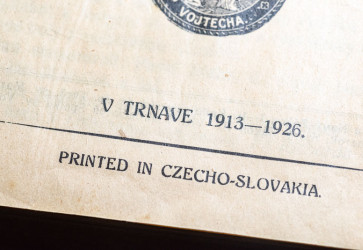 VOJTECHA.
V TRNAVE 1913—1926.
PRINTED IN CZECHO-SLOVAKIA.